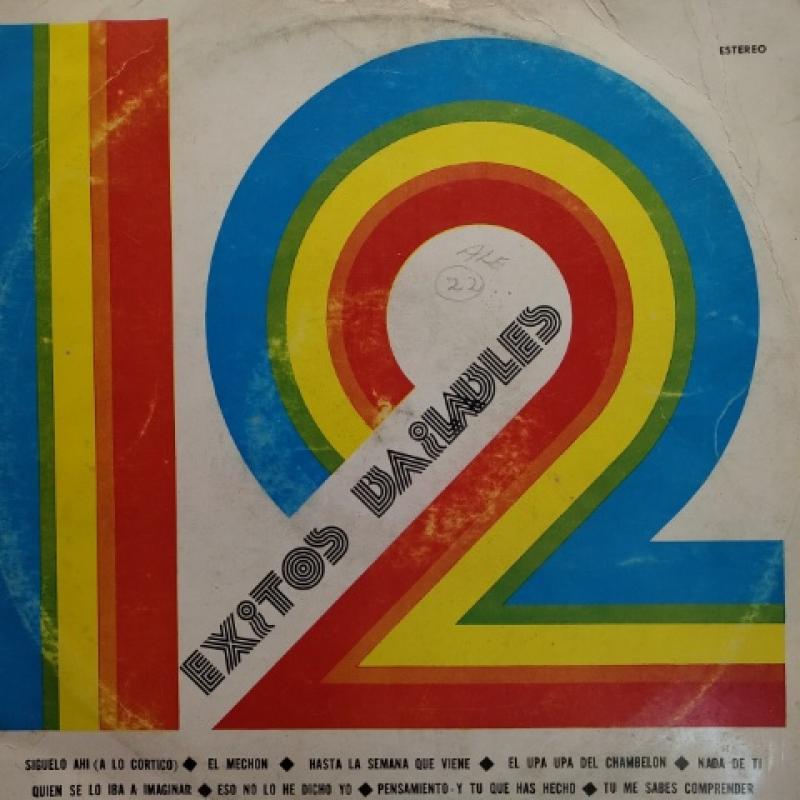 ESTEREO
12
ALE
22
EXITOS BAILABLES
SIGUELO AHI (A LO CORTICO) ◆ EL MECHON ◆ HASTA LA SEMANA QUE VIENE ◆ EL UPA UPA DEL CHAMBELON ◆ NADA DE TI
QUIEN SE LO IBA A IMAGINAR ◆ ESO NO LO HE DICHO YO ◆ PENSAMIENTO-Y TU QUE HAS HECHO ◆ TU ME SABES COMPRENDER